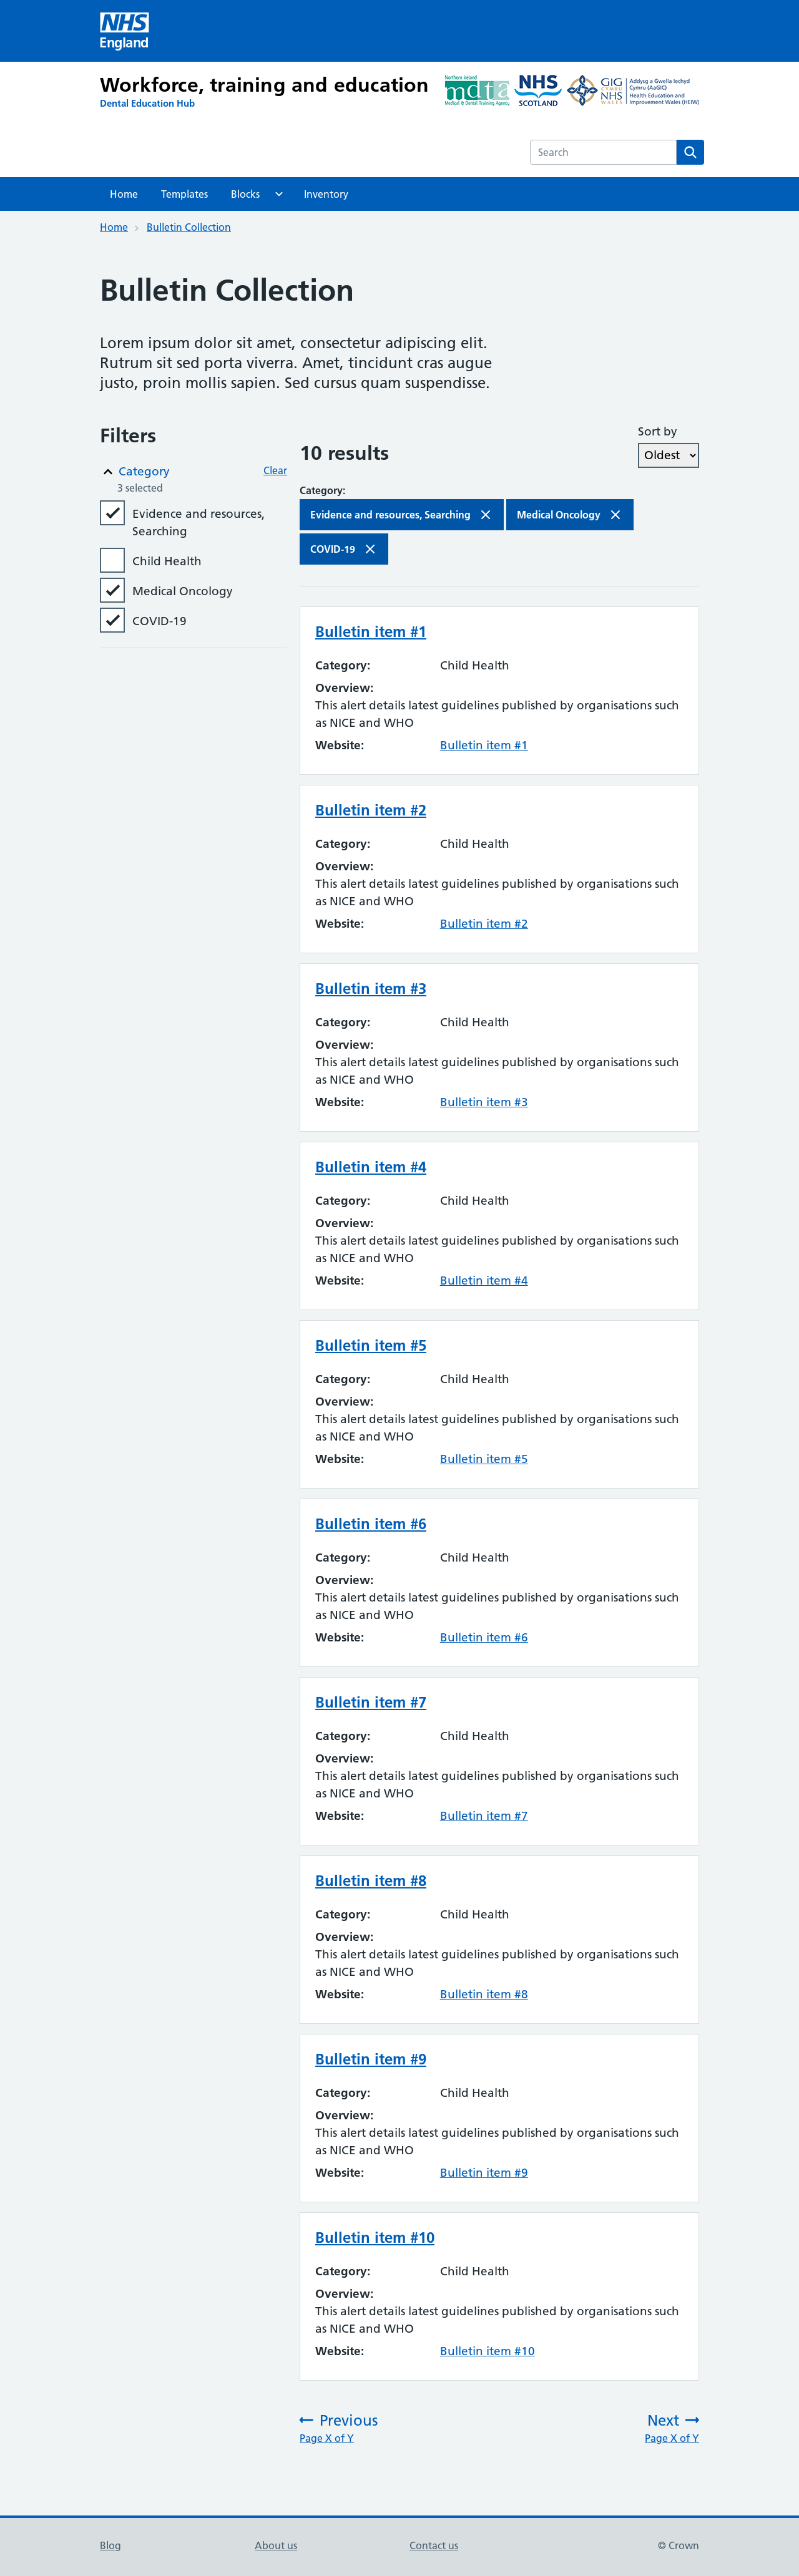 NHS
England
Workforce, training and education
Dental Education Hub
Northern Ireland
mdta
Medical & Dental Training Agency
NHS
SCOTLAND
GIG
CYMRU
NHS
WALES
Addysg a Gwella Iechyd
Cymru (AaGIC)
Health Education and
Improvement Wales (HEIW)
Search
Home
Templates
Blocks
Inventory
Home
Bulletin Collection
Bulletin Collection
Lorem ipsum dolor sit amet, consectetur adipiscing elit.
Rutrum sit sed porta viverra. Amet, tincidunt cras augue
justo, proin mollis sapien. Sed cursus quam suspendisse.
Filters
Category
Clear
3 selected
Evidence and resources,
Searching
Child Health
Medical Oncology
COVID-19
10 results
Sort by
Oldest
Category:
Evidence and resources, Searching
Medical Oncology
COVID-19
Bulletin item #1
Category: Child Health
Overview:
This alert details latest guidelines published by organisations such
as NICE and WHO
Website: Bulletin item #1
Bulletin item #2
Category: Child Health
Overview:
This alert details latest guidelines published by organisations such
as NICE and WHO
Website: Bulletin item #2
Bulletin item #3
Category: Child Health
Overview:
This alert details latest guidelines published by organisations such
as NICE and WHO
Website: Bulletin item #3
Bulletin item #4
Category: Child Health
Overview:
This alert details latest guidelines published by organisations such
as NICE and WHO
Website: Bulletin item #4
Bulletin item #5
Category: Child Health
Overview:
This alert details latest guidelines published by organisations such
as NICE and WHO
Website: Bulletin item #5
Bulletin item #6
Category: Child Health
Overview:
This alert details latest guidelines published by organisations such
as NICE and WHO
Website: Bulletin item #6
Bulletin item #7
Category: Child Health
Overview:
This alert details latest guidelines published by organisations such
as NICE and WHO
Website: Bulletin item #7
Bulletin item #8
Category: Child Health
Overview:
This alert details latest guidelines published by organisations such
as NICE and WHO
Website: Bulletin item #8
Bulletin item #9
Category: Child Health
Overview:
This alert details latest guidelines published by organisations such
as NICE and WHO
Website: Bulletin item #9
Bulletin item #10
Category: Child Health
Overview:
This alert details latest guidelines published by organisations such
as NICE and WHO
Website: Bulletin item #10
Previous
Page X of Y
Next
Page X of Y
Blog
About us
Contact us
© Crown